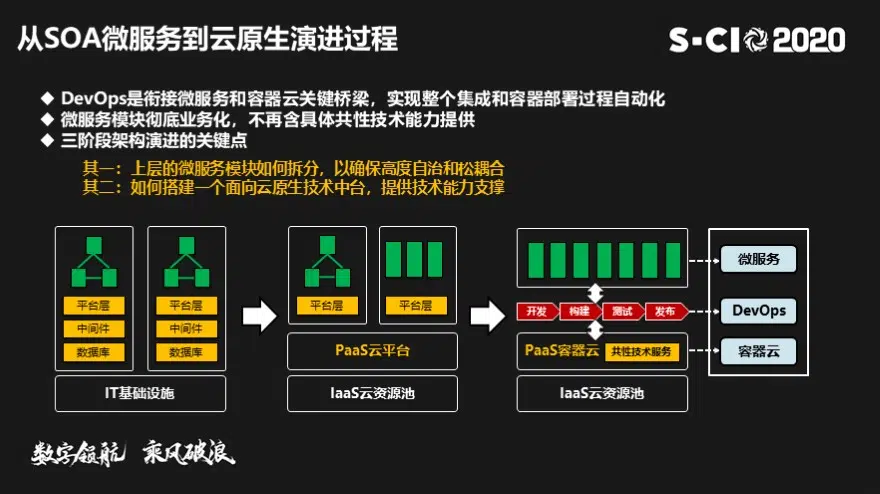 从SOA微服务到云原生演进过程
S-CIO 2020
DevOps是衔接微服务和容器云关键桥梁，实现整个集成和容器部署过程自动化
微服务模块彻底业务化，不再含具体共性技术能力提供
三阶段架构演进的关键点
其一：上层的微服务模块如何拆分，以确保高度自治和松耦合
其二：如何搭建一个面向云原生技术中台，提供技术能力支撑
平台层
中间件
数据库
平台层
中间件
数据库
IT基础设施
平台层
平台层
PaaS云平台
IaaS云资源池
开发 构建 测试 发布
PaaS容器云 共性技术服务
IaaS云资源池
微服务
DevOps
容器云
数字领航 乘风破浪